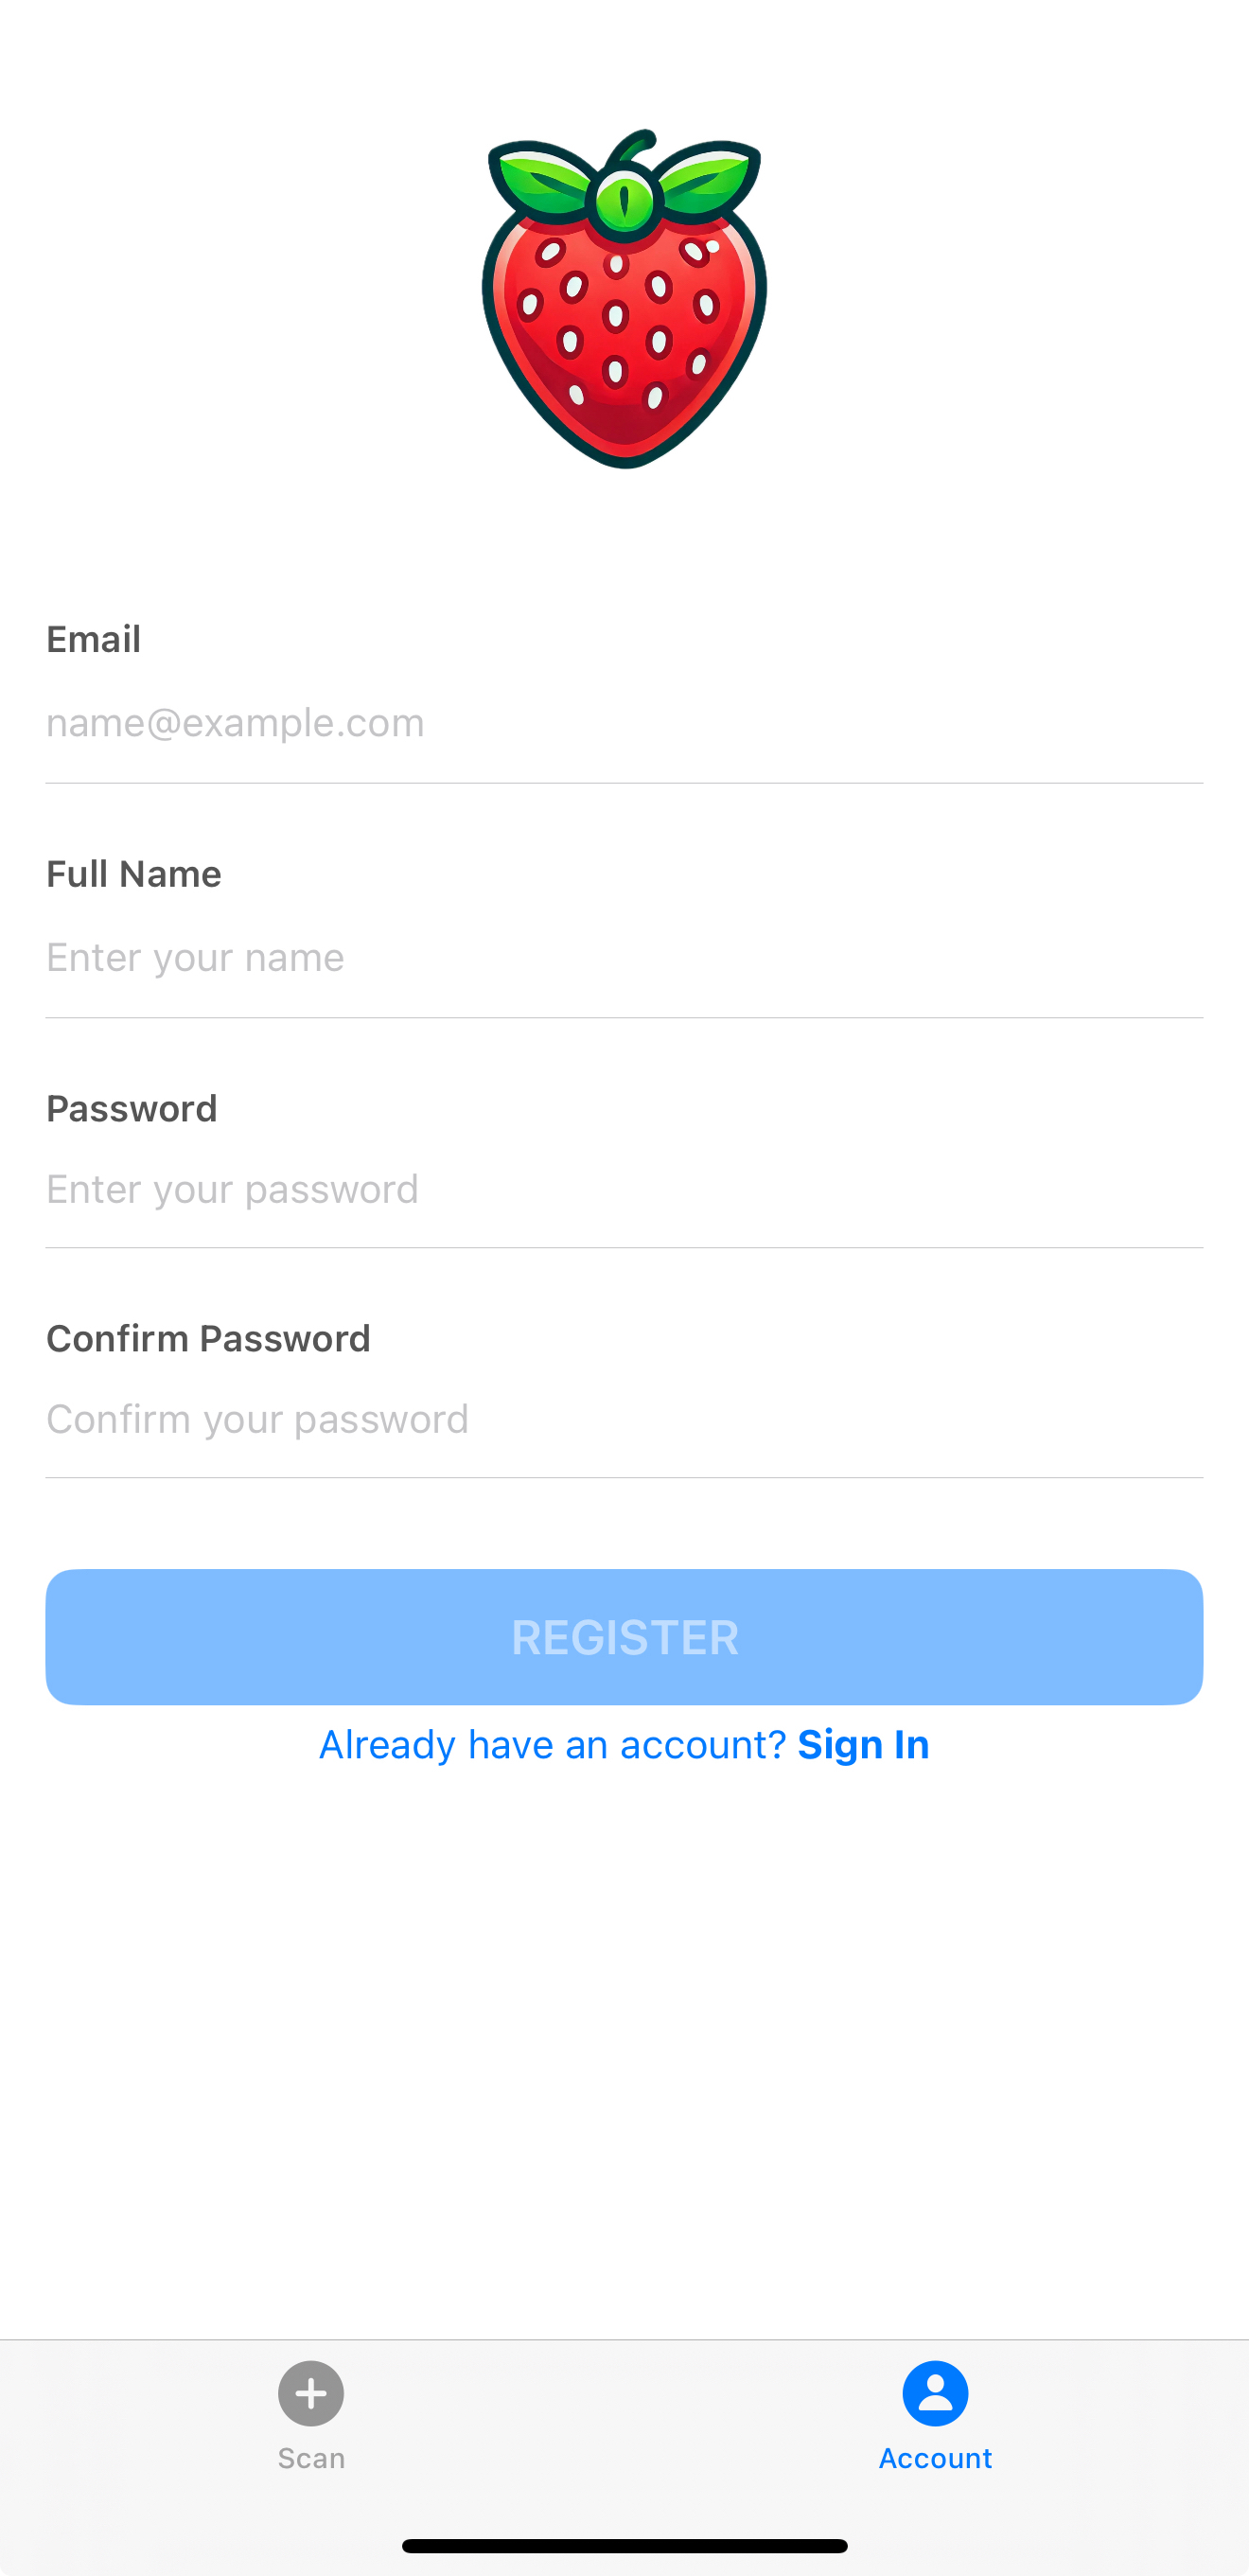 Email
name@example.com
Full Name
Enter your name
Password
Enter your password
Confirm Password
Confirm your password
REGISTER
Already have an account? Sign In
Scan
Account